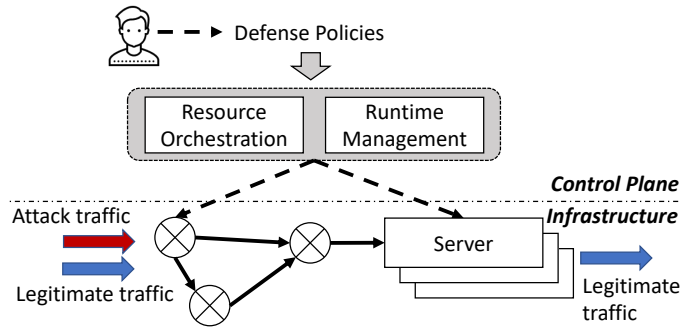 Defense Policies
Resource
Orchestration
Runtime
Management
Control Plane
Infrastructure
Attack traffic
Legitimate traffic
Server
Legitimate
traffic